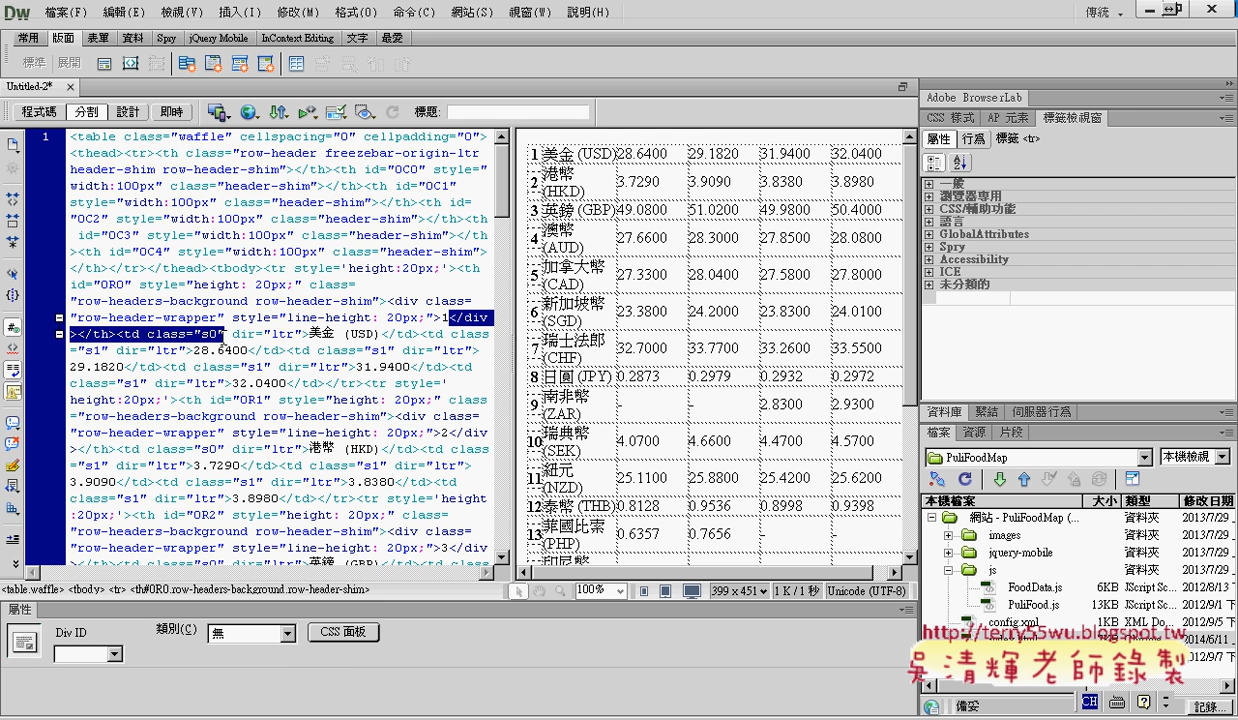 Dw 檔案(F) 編輯(E) 檢視(V) 插入(I) 修改(M) 格式(O) 命令(C) 網站(S) 視窗(W) 說明(H) 傳統
常用 版面 表單 資料 Spry jQuery Mobile InContext Editing 文字 我愛
標準 展開
Untitled-2*
程式碼 分割 設計 即時 標題:
1 <table class="waffle" cellspacing="0" cellpadding="0">
<thead><tr><th class="row-header freezebar-origin-ltr
header-shim row-header-shim"></th><th id="0C0" style="
width:100px" class="header-shim"></th><th id="0C1"
style="width:100px" class="header-shim"></th><th id=
"0C2" style="width:100px" class="header-shim"></th><th
id="0C3" style="width:100px" class="header-shim"></th>
<th id="0C4" style="width:100px" class="header-shim">
</th></tr></thead><tbody><tr style='height:20px;'><th
id="0R0" style="height: 20px;" class=
"row-headers-background row-header-shim"><div class=
"row-header-wrapper" style="line-height: 20px;">1</div
></th><td class="s0" dir="ltr">美金 (USD)</td><td class
="s1" dir="ltr">28.6400</td><td class="s1" dir="ltr">
29.1820</td><td class="s1" dir="ltr">31.9400</td><td
class="s1" dir="ltr">32.0400</td></tr><tr style='
height:20px;'><th id="0R1" style="height: 20px;" class=
"row-headers-background row-header-shim"><div class=
"row-header-wrapper" style="line-height: 20px;">2</div
></th><td class="s0" dir="ltr">港幣 (HKD)</td><td class
="s1" dir="ltr">3.7290</td><td class="s1" dir="ltr">
3.9090</td><td class="s1" dir="ltr">3.8380</td><td
class="s1" dir="ltr">3.8980</td></tr><tr style='height
:20px;'><th id="0R2" style="height: 20px;" class=
"row-headers-background row-header-shim"><div class=
"row-header-wrapper" style="line-height: 20px;">3</div
></th><td class="s0" dir="ltr">英鎊 (GBP)</td><td class
1 美金 (USD) 28.6400 29.1820 31.9400 32.0400
2 港幣 (HKD) 3.7290 3.9090 3.8380 3.8980
3 英鎊 (GBP) 49.0800 51.0200 49.9800 50.4000
4 澳幣 (AUD) 27.6600 28.3000 27.8500 28.0800
5 加拿大幣 (CAD) 27.3300 28.0400 27.5800 27.8000
6 新加坡幣 (SGD) 23.3800 24.2000 23.8300 24.0100
7 瑞士法郎 (CHF) 32.7000 33.7700 33.2600 33.5500
8 日圓 (JPY) 0.2873 0.2979 0.2932 0.2972
9 南非幣 (ZAR) - - 2.8300 2.9300
10 瑞典幣 (SEK) 4.0700 4.6600 4.4700 4.5700
11 紐元 (NZD) 25.1100 25.8800 25.4200 25.6200
12 泰幣 (THB) 0.8128 0.9536 0.8998 0.9398
13 菲國比索 (PHP) 0.6357 0.7656 - -
印尼幣
<table.waffle> <tbody> <tr> <th#0R0.row-headers-background.row-header-shim>
100% 399 x 451 1 K / 1 秒 Unicode (UTF-8)
屬性
Div ID 類別(C) 無 CSS 面板
Adobe BrowserLab
CSS 樣式 AP 元素 標籤檢視窗
屬性 行為 標籤 <tr>
一般
瀏覽器專用
CSS/輔助功能
語言
GlobalAttributes
Spry
Accessibility
ICE
未分類的
資料庫 繫結 伺服器行為
檔案 資源 片段
PuliFoodMap 本機檢視
本機檔案 大小 類型 修改日期
網站 - PuliFoodMap (... 資料夾 2013/7/29
images 資料夾 2013/7/29
jquery-mobile 資料夾 2013/7/29
js 資料夾 2013/7/29
FoodData.js 6KB JScript Sc... 2012/8/13
PuliFood.js 13KB JScript Sc... 2012/9/1 下
config.xml 1KB XML Do... 2012/9/5 下
2014/6/11
2012/9/7 下
http://terry55wu.blogspot.tw
吳清輝老師錄製
備妥 CH 記錄...